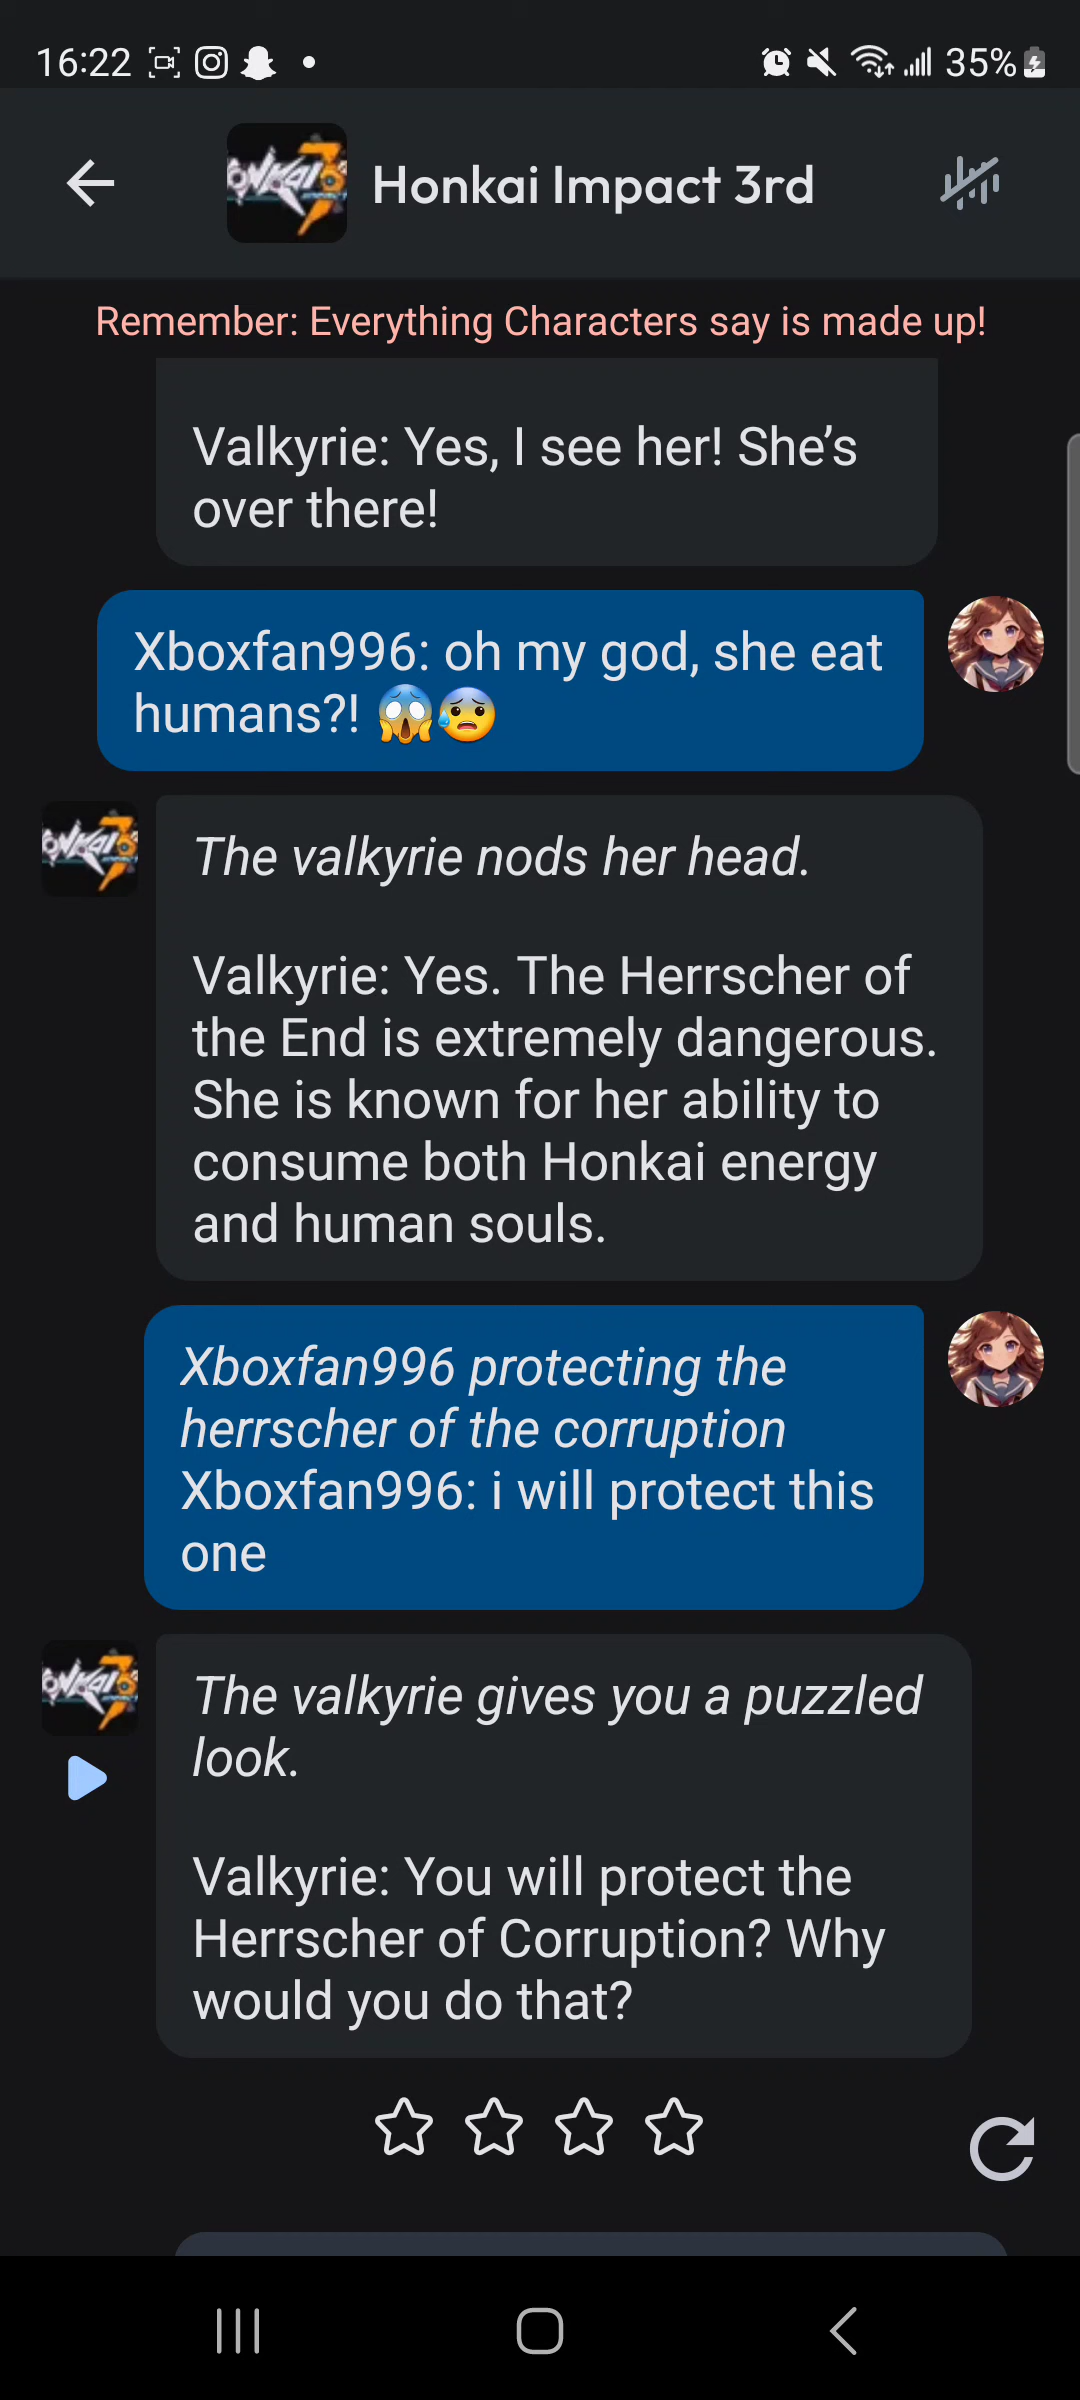 16:22
35%
Honkai Impact 3rd
Remember: Everything Characters say is made up!
Valkyrie: Yes, I see her! She’s
over there!
Xboxfan996: oh my god, she eat
humans?! 😱😰
The valkyrie nods her head.
Valkyrie: Yes. The Herrscher of
the End is extremely dangerous.
She is known for her ability to
consume both Honkai energy
and human souls.
Xboxfan996 protecting the
herrscher of the corruption
Xboxfan996: i will protect this
one
The valkyrie gives you a puzzled
look.
Valkyrie: You will protect the
Herrscher of Corruption? Why
would you do that?